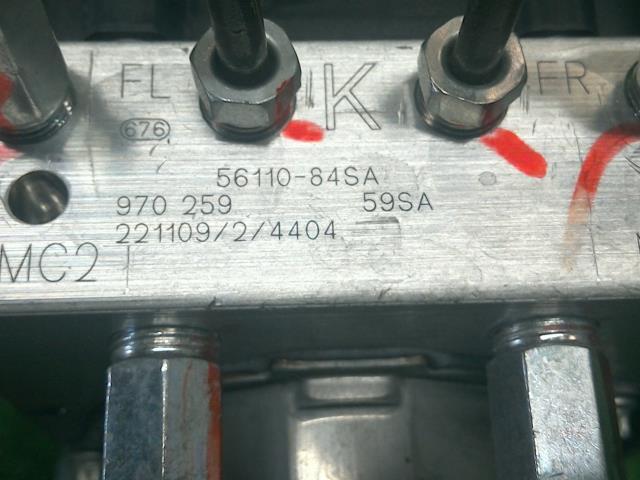 FL K FR
676
56110-84SA
970 259 59SA
221109/2/4404
MC2